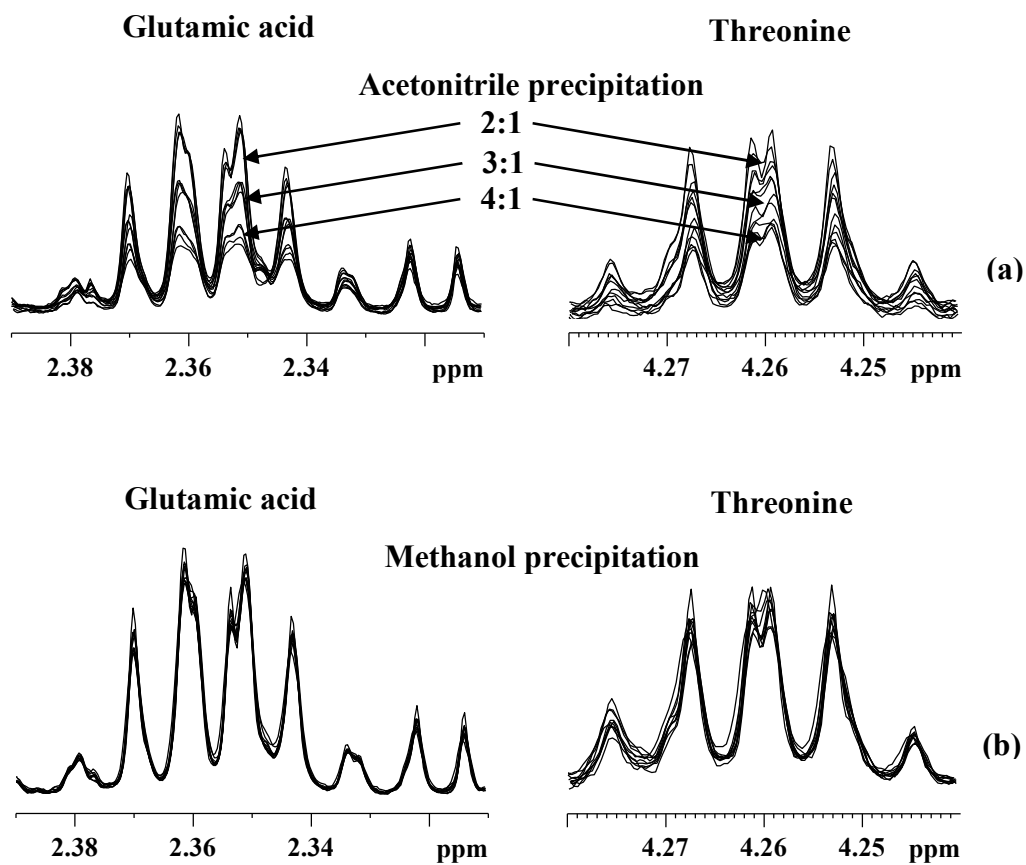 Glutamic acid Threonine
Acetonitrile precipitation
2:1
3:1
4:1
(a)
2.38 2.36 2.34 ppm 4.27 4.26 4.25 ppm
Glutamic acid Threonine
Methanol precipitation
(b)
2.38 2.36 2.34 ppm 4.27 4.26 4.25 ppm